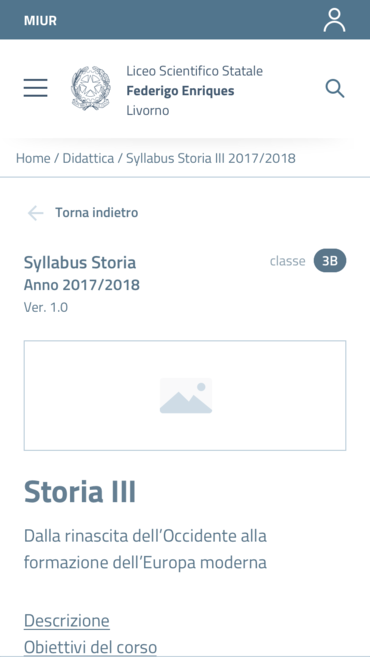 MIUR
Liceo Scientifico Statale
Federigo Enriques
Livorno
Home / Didattica / Syllabus Storia III 2017/2018
Torna indietro
Syllabus Storia
classe 3B
Anno 2017/2018
Ver. 1.0
Storia III
Dalla rinascita dell’Occidente alla
formazione dell’Europa moderna
Descrizione
Obiettivi del corso